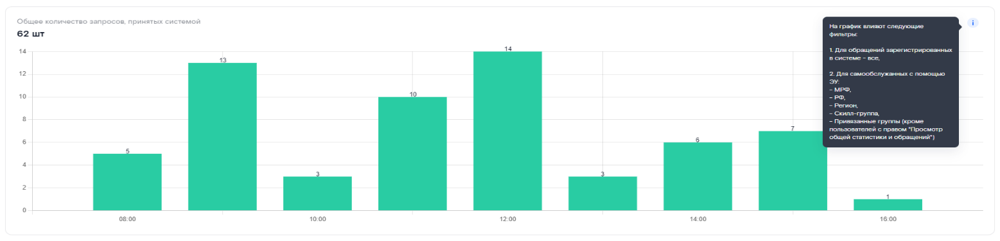 Общее количество запросов, принятых системой
62 шт
i
На график влияют следующие
фильтры:
1. Для обращений зарегистрированных
в системе - все,
2. Для самообслужанных с помощью
ЭУ:
- МРФ,
- РФ,
- Регион,
- Скилл-группа,
- Привязанные группы (кроме
пользователей с правом "Просмотр
общей статистики и обращений")
14
12
10
8
6
4
2
0
5
13
3
10
14
3
6
7
1
08:00
10:00
12:00
14:00
16:00